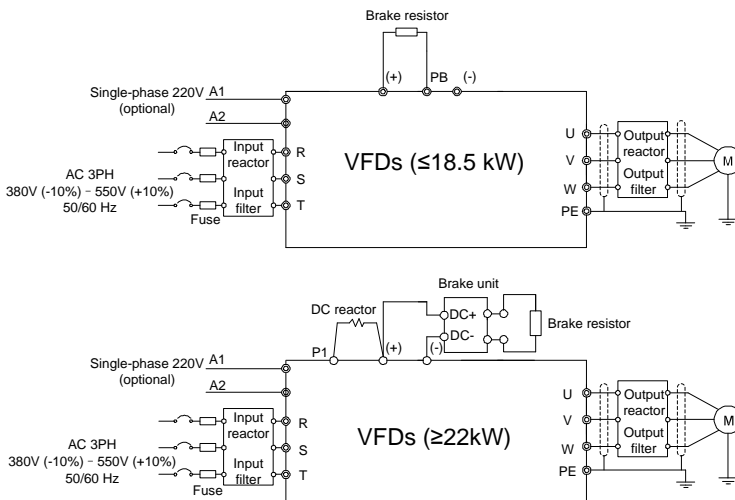 Brake resistor
(+)
PB
(-)
Single-phase 220V
(optional)
A1
A2
Input
reactor
Input
filter
R
S
T
AC 3PH
380V (-10%) - 550V (+10%)
50/60 Hz
Fuse
VFDs (≤18.5 kW)
U
V
W
PE
Output
reactor
Output
filter
M
Brake unit
DC reactor
DC+
DC-
Brake resistor
P1
(+)
(-)
Single-phase 220V
(optional)
A1
A2
Input
reactor
Input
filter
R
S
T
AC 3PH
380V (-10%) - 550V (+10%)
50/60 Hz
Fuse
VFDs (≥22kW)
U
V
W
PE
Output
reactor
Output
filter
M